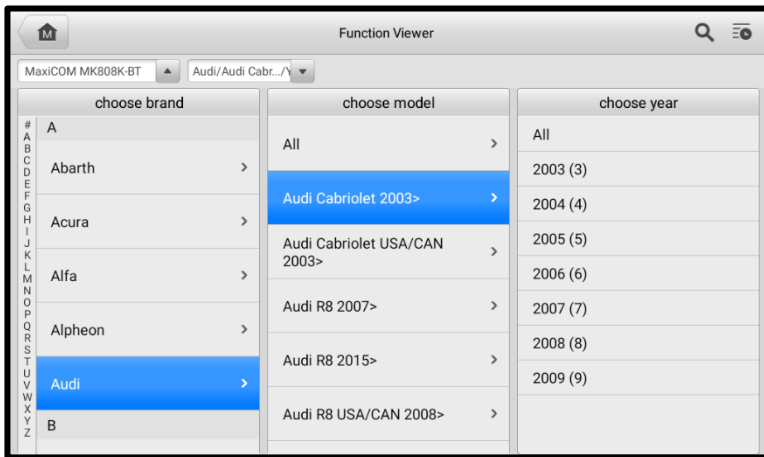 M
Function Viewer
MaxiCOM MK808K-BT
Audi/Audi Cabr.../Y
choose brand
#
A
B
C
D
E
F
G
H
I
J
K
L
M
N
O
P
Q
R
S
T
U
V
W
X
Y
Z
A
Abarth
Acura
Alfa
Alpheon
Audi
B
choose model
All
Audi Cabriolet 2003>
Audi Cabriolet USA/CAN
2003>
Audi R8 2007>
Audi R8 2015>
Audi R8 USA/CAN 2008>
choose year
All
2003 (3)
2004 (4)
2005 (5)
2006 (6)
2007 (7)
2008 (8)
2009 (9)